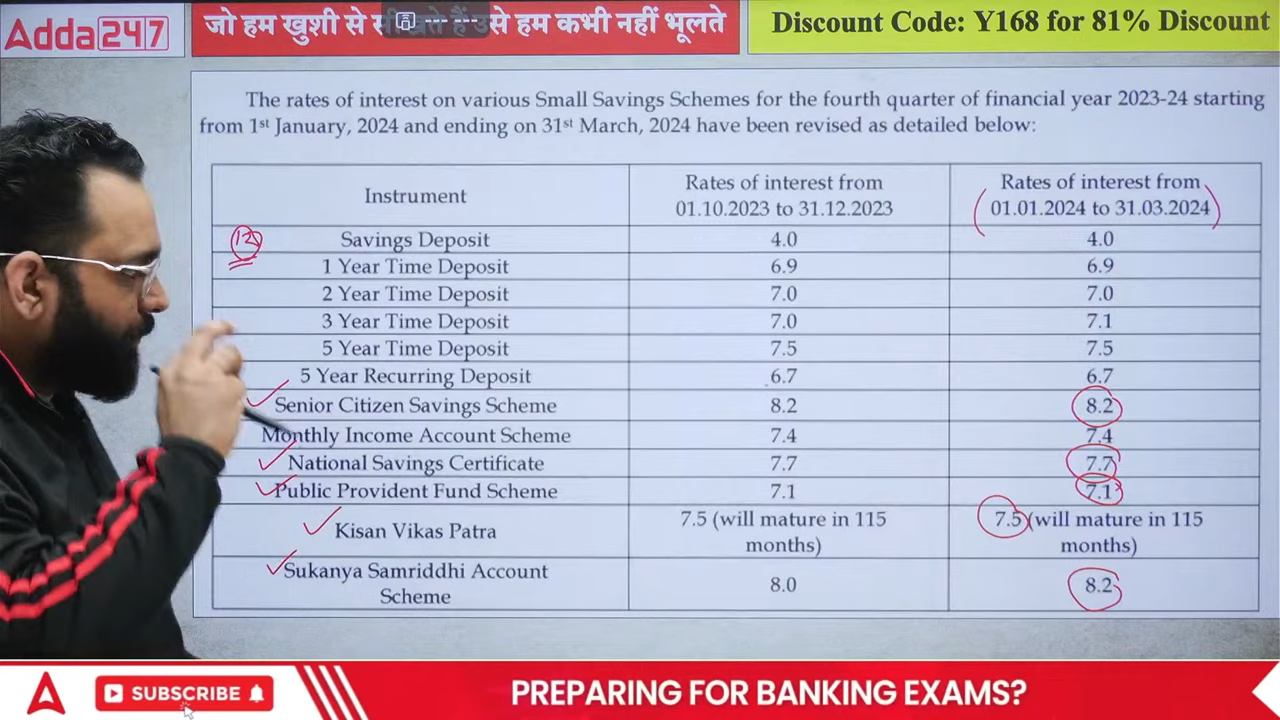 Adda247
जो हम खुशी से सीखते हैं उसे हम कभी नहीं भूलते
Discount Code: Y168 for 81% Discount
The rates of interest on various Small Savings Schemes for the fourth quarter of financial year 2023-24 starting
from 1st January, 2024 and ending on 31st March, 2024 have been revised as detailed below:
Instrument
Rates of interest from
01.10.2023 to 31.12.2023
Rates of interest from
01.01.2024 to 31.03.2024
12
Savings Deposit 4.0 4.0
1 Year Time Deposit 6.9 6.9
2 Year Time Deposit 7.0 7.0
3 Year Time Deposit 7.0 7.1
5 Year Time Deposit 7.5 7.5
5 Year Recurring Deposit 6.7 6.7
Senior Citizen Savings Scheme 8.2 8.2
Monthly Income Account Scheme 7.4 7.4
National Savings Certificate 7.7 7.7
Public Provident Fund Scheme 7.1 7.1
Kisan Vikas Patra
7.5 (will mature in 115
months)
7.5 (will mature in 115
months)
Sukanya Samriddhi Account
Scheme
8.0
8.2
SUBSCRIBE
PREPARING FOR BANKING EXAMS?